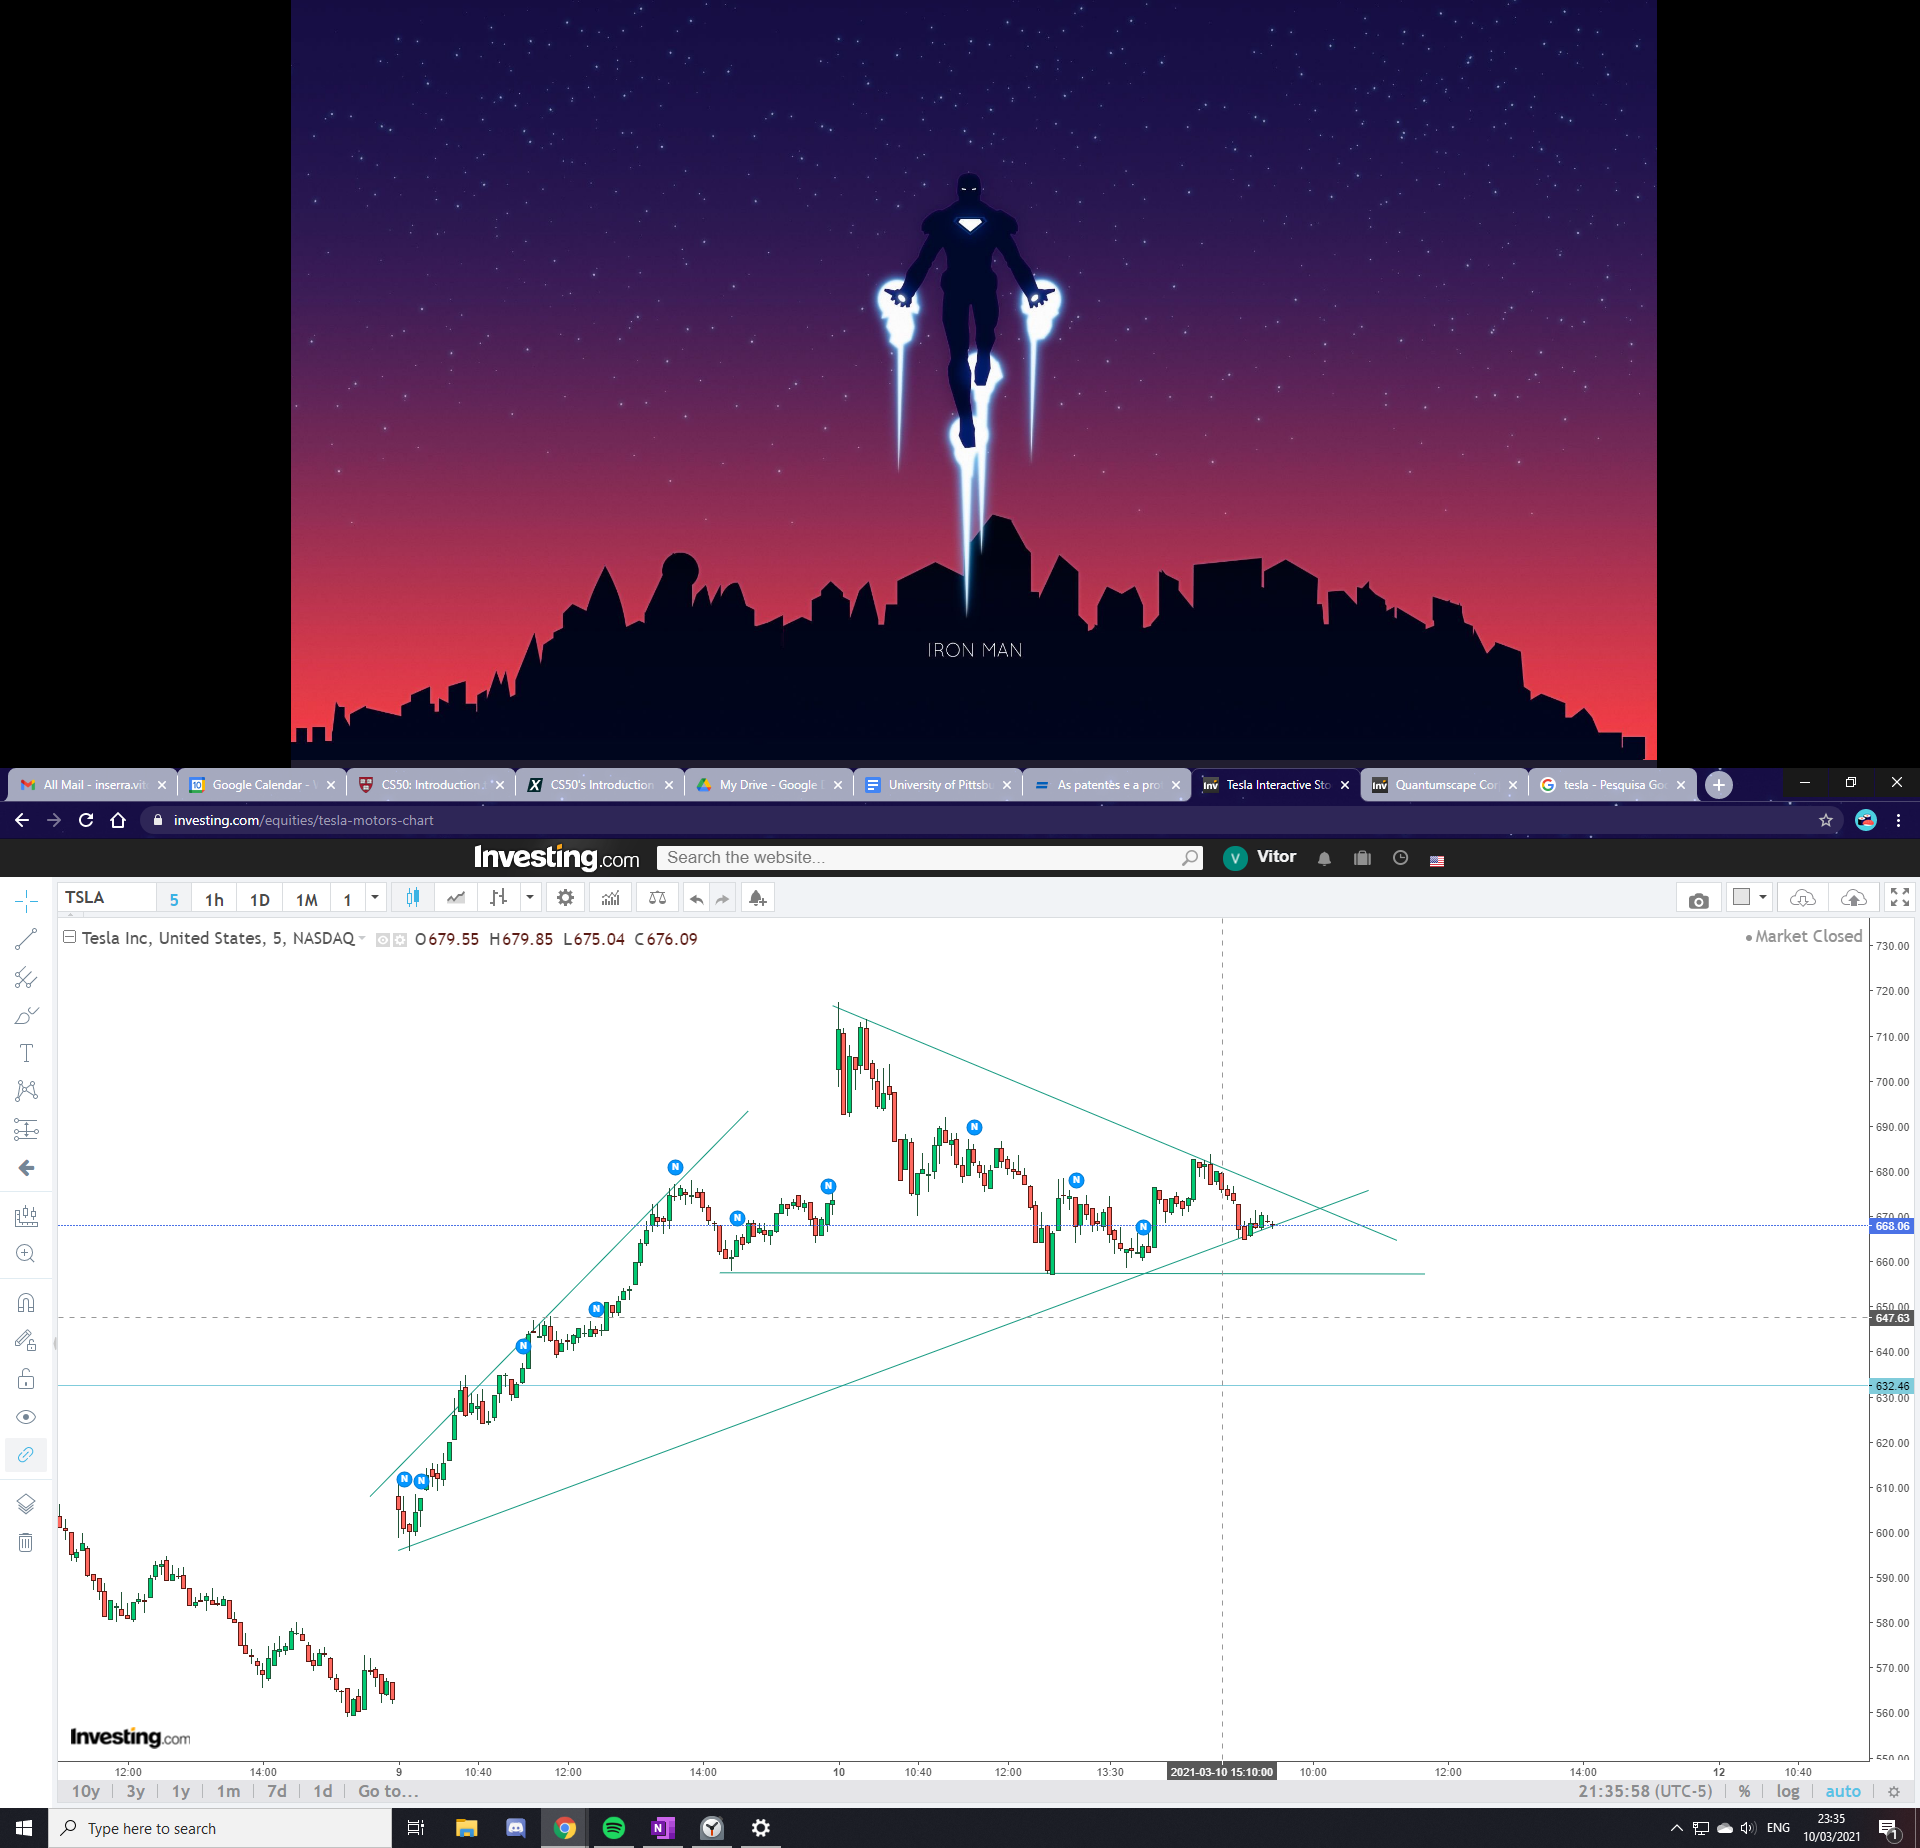 IRON MAN
All Mail - inserra.vit
Google Calendar -
CS50: Introduction
CS50's Introduction
My Drive - Google
University of Pittsb
As patentes e a pro
Tesla Interactive Sto
Quantumscape Cor
tesla - Pesquisa Go
investing.com/equities/tesla-motors-chart
Investing.com
Search the website...
V
Vitor
TSLA
5
1h
1D
1M
1
Tesla Inc, United States, 5, NASDAQ
O679.55 H679.85 L675.04 C676.09
Market Closed
730.00
720.00
710.00
700.00
690.00
680.00
670.00
668.06
660.00
650.00
647.63
640.00
632.46
630.00
620.00
610.00
600.00
590.00
580.00
570.00
560.00
550.00
N
N
N
N
N
N
N
N
N
N
Investing.com
12:00
14:00
9
10:40
12:00
14:00
10
10:40
12:00
13:30
2021-03-10 15:10:00
10:00
12:00
14:00
12
10:40
10y
3y
1y
1m
7d
1d
Go to...
21:35:58 (UTC-5)
%
log
auto
Type here to search
ENG
23:35
10/03/2021
1